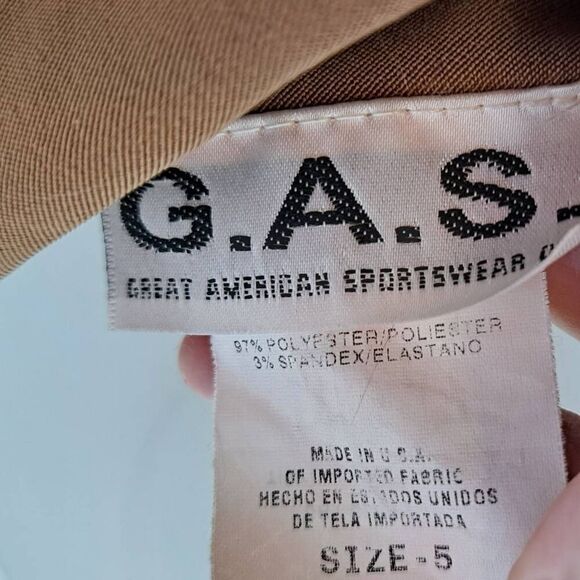 G.A.S.
GREAT AMERICAN SPORTSWEAR
97% POLYESTER/POLIESTER
3% SPANDEX/ELASTANO
MADE IN U.S.A.
OF IMPORTED FABRIC
HECHO EN ESTADOS UNIDOS
DE TELA IMPORTADA
SIZE-5